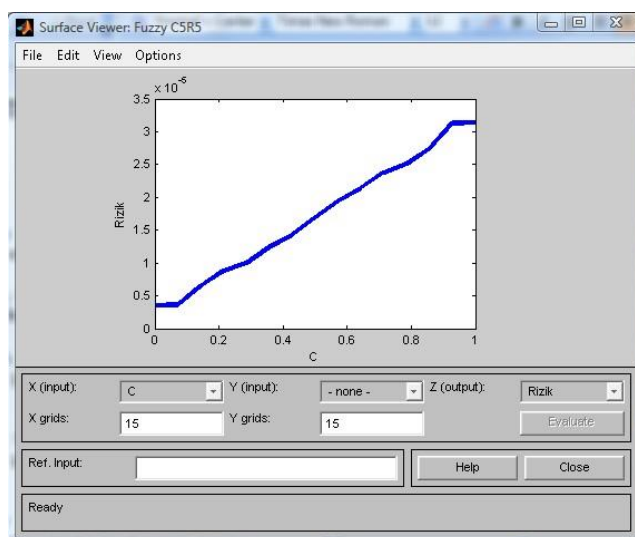 Surface Viewer: Fuzzy C5R5
File Edit View Options
x 10⁻⁵
3.5
3
2.5
2
1.5
1
0.5
0
Rizik
0 0.2 0.4 0.6 0.8 1
C
X (input): C Y (input): - none - Z (output): Rizik
X grids: 15 Y grids: 15 Evaluate
Ref. Input: Help Close
Ready